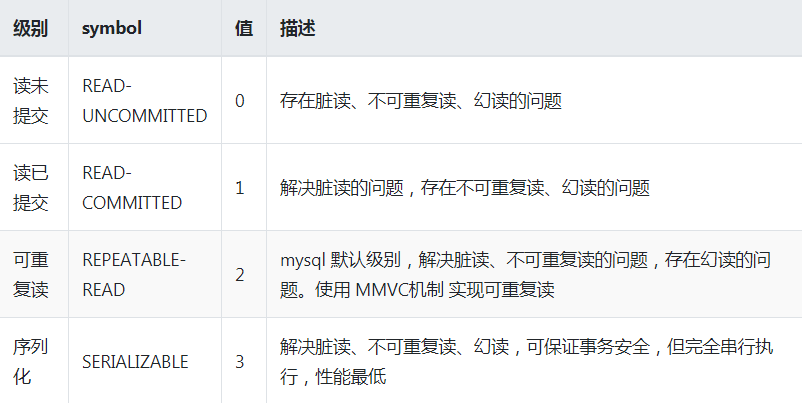 级别 symbol 值 描述
读未
提交
READ-
UNCOMMITTED
0
存在脏读、不可重复读、幻读的问题
读已
提交
READ-
COMMITTED
1
解决脏读的问题，存在不可重复读、幻读的问题
可重
复读
REPEATABLE-
READ
2
mysql 默认级别，解决脏读、不可重复读的问题，存在幻读的问
题。使用 MMVC机制 实现可重复读
序列
化
SERIALIZABLE
3
解决脏读、不可重复读、幻读，可保证事务安全，但完全串行执
行，性能最低